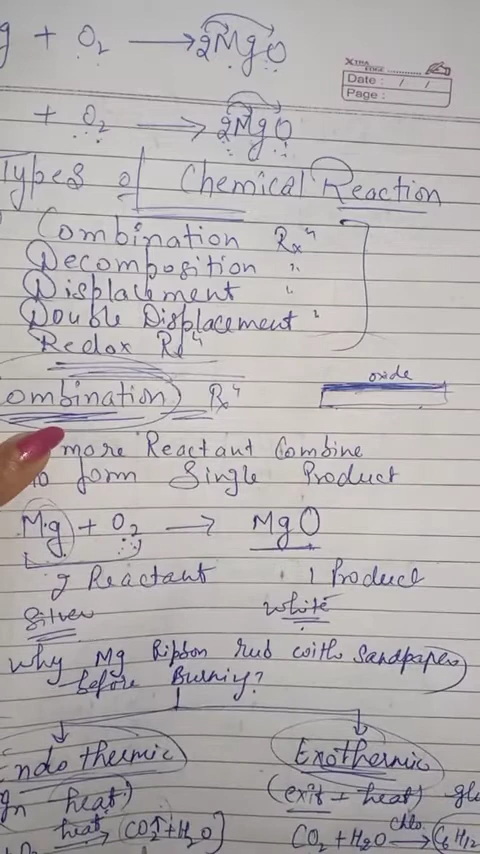 g + O₂ → 2MgO
+ O₂ → 2MgO
Date : / /
Page :
Types of Chemical Reaction
Combination Rxⁿ
Decomposition "
Displacement "
Double Displacement "
Redox Rxⁿ
ombination Rxⁿ
oxide
more Reactant Combine
to form Single Product
Mg + O₂ → MgO
2 Reactant 1 Product
Silver white
Why Mg Ribbon rub with Sandpaper
before Burning?
Endothermic Exothermic
heat) (exit + heat)
heat (CO₂↑+H₂O)
CO₂ + H₂O → C₆H₁₂